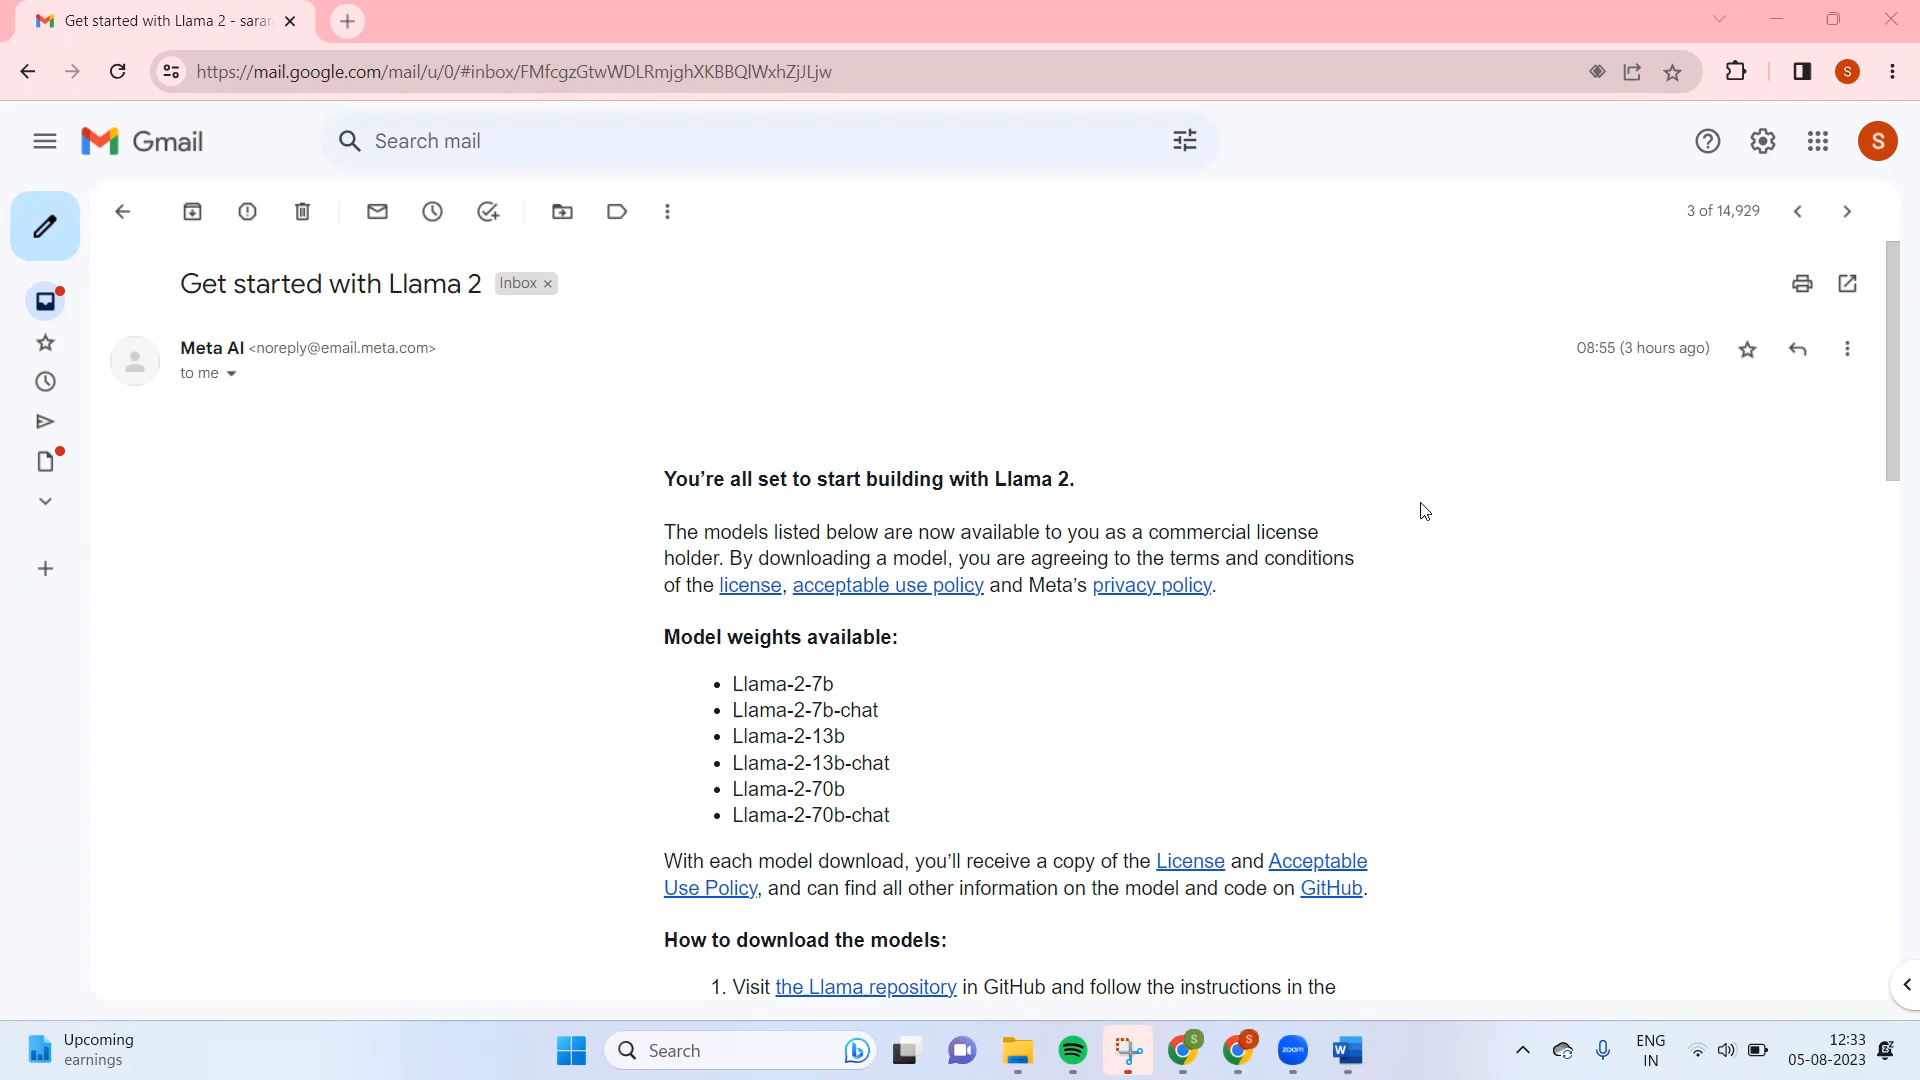 Get started with Llama 2 - saran
https://mail.google.com/mail/u/0/#inbox/FMfcgzGtwWDLRmjghXKBBQlWxhZjJLjw
S
Gmail
Search mail
S
3 of 14,929
Get started with Llama 2 Inbox ×
Meta AI <noreply@email.meta.com>
08:55 (3 hours ago)
to me
You’re all set to start building with Llama 2.
The models listed below are now available to you as a commercial license
holder. By downloading a model, you are agreeing to the terms and conditions
of the license, acceptable use policy and Meta’s privacy policy.
Model weights available:
• Llama-2-7b
• Llama-2-7b-chat
• Llama-2-13b
• Llama-2-13b-chat
• Llama-2-70b
• Llama-2-70b-chat
With each model download, you’ll receive a copy of the License and Acceptable
Use Policy, and can find all other information on the model and code on GitHub.
How to download the models:
1. Visit the Llama repository in GitHub and follow the instructions in the
Upcoming
earnings
Search
S
S
zoom
W
ENG
IN
12:33
05-08-2023